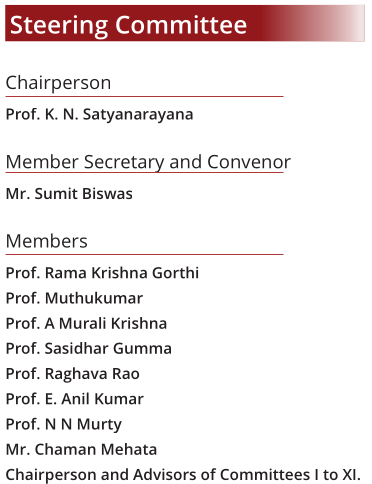 Steering Committee
Chairperson
Prof. K. N. Satyanarayana
Member Secretary and Convenor
Mr. Sumit Biswas
Members
Prof. Rama Krishna Gorthi
Prof. Muthukumar
Prof. A Murali Krishna
Prof. Sasidhar Gumma
Prof. Raghava Rao
Prof. E. Anil Kumar
Prof. N N Murty
Mr. Chaman Mehata
Chairperson and Advisors of Committees I to XI.